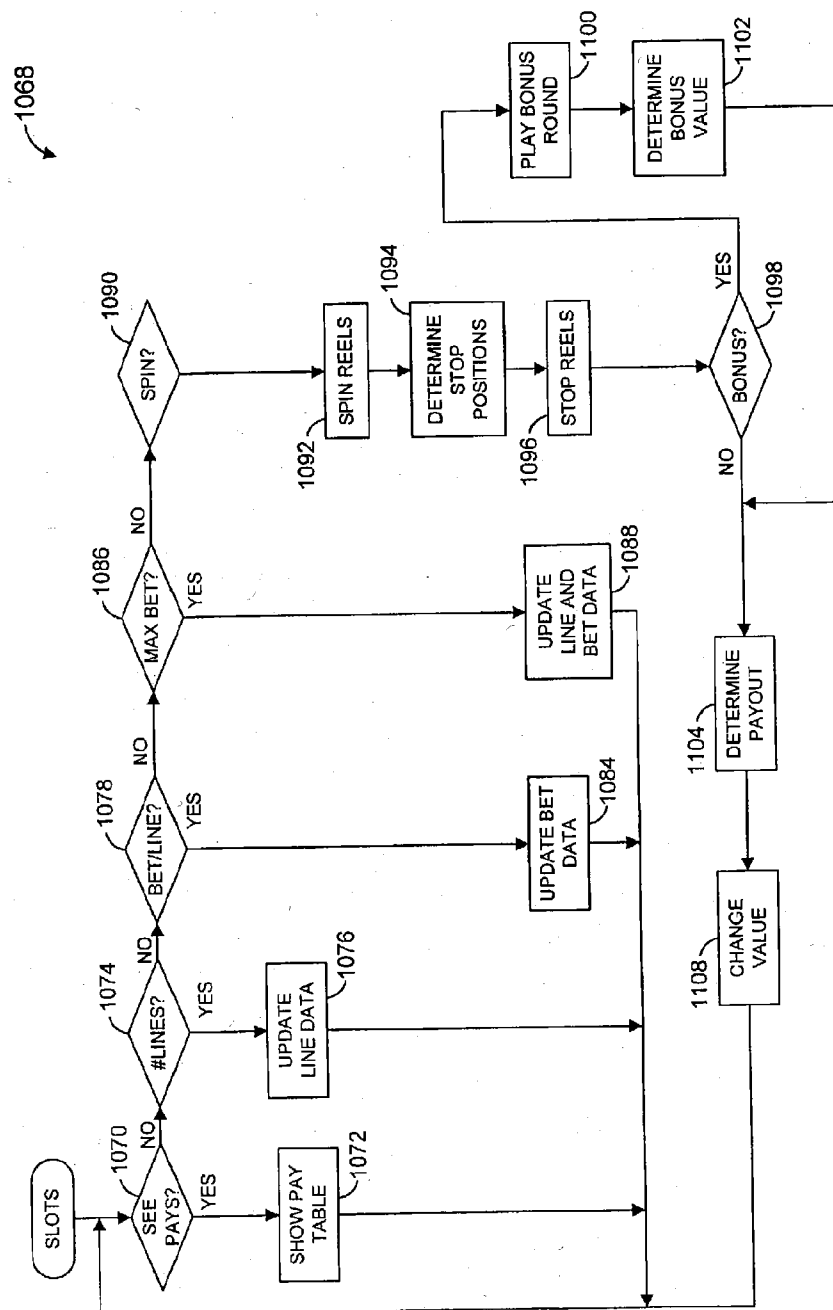 1068
SLOTS
1070
SEE
PAYS?
NO
YES
1072
SHOW PAY
TABLE
1074
#LINES?
NO
YES
1076
UPDATE
LINE DATA
1078
BET/LINE?
NO
YES
1084
UPDATE BET
DATA
1086
MAX BET?
NO
YES
1088
UPDATE
LINE AND
BET DATA
1090
SPIN?
1092
SPIN REELS
1094
DETERMINE
STOP
POSITIONS
1096
STOP REELS
1098
BONUS?
YES
NO
1100
PLAY BONUS
ROUND
1102
DETERMINE
BONUS
VALUE
1104
DETERMINE
PAYOUT
1108
CHANGE
VALUE